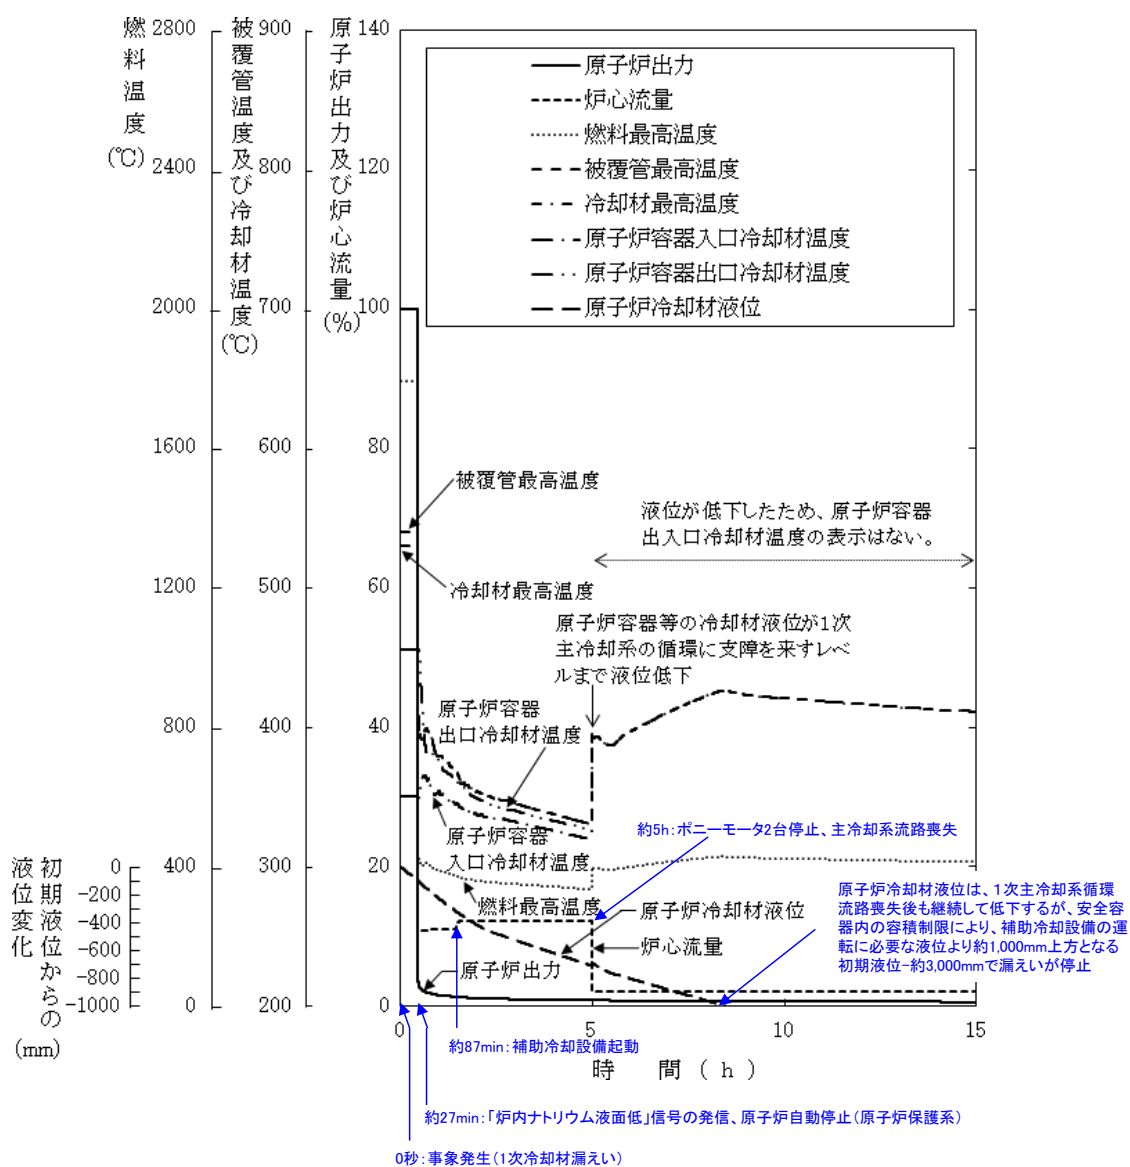 燃料温度
(℃)
2800
2400
2000
1600
1200
800
400
0
被覆管温度及び冷却材温度
(℃)
900
800
700
600
500
400
300
200
原子炉出力及び炉心流量
(%)
140
120
100
80
60
40
20
0
初期液位からの
液位変化
(mm)
0
-200
-400
-600
-800
-1000
原子炉出力
炉心流量
燃料最高温度
被覆管最高温度
冷却材最高温度
原子炉容器入口冷却材温度
原子炉容器出口冷却材温度
原子炉冷却材液位
被覆管最高温度
冷却材最高温度
液位が低下したため、原子炉容器
出入口冷却材温度の表示はない。
原子炉容器等の冷却材液位が1次
主冷却系の循環に支障を来すレベ
ルまで液位低下
原子炉容器
出口冷却材温度
原子炉容器
入口冷却材温度
燃料最高温度
原子炉冷却材液位
炉心流量
原子炉出力
約5h:ポニーモータ2台停止、主冷却系流路喪失
原子炉冷却材液位は、1次主冷却系循環
流路喪失後も継続して低下するが、安全容
器内の容積制限により、補助冷却設備の運
転に必要な液位より約1,000mm上方となる
初期液位-約3,000mmで漏えいが停止
0
5
10
15
時 間 ( h )
約87min:補助冷却設備起動
約27min:「炉内ナトリウム液面低」信号の発信、原子炉自動停止(原子炉保護系)
0秒:事象発生(1次冷却材漏えい)